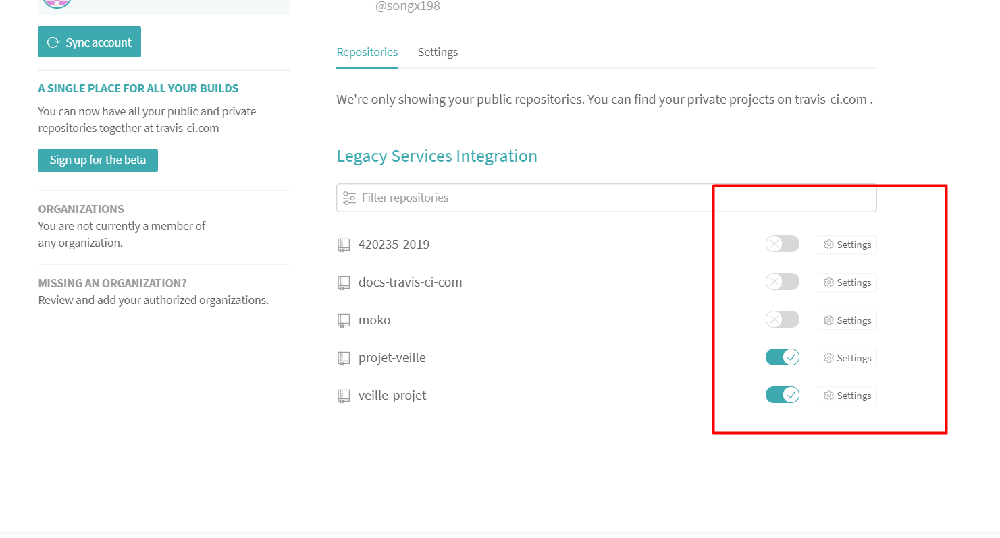 @songx198
Sync account
Repositories
Settings
A SINGLE PLACE FOR ALL YOUR BUILDS
You can now have all your public and private
repositories together at travis-ci.com
Sign up for the beta
We're only showing your public repositories. You can find your private projects on travis-ci.com .
Legacy Services Integration
Filter repositories
ORGANIZATIONS
You are not currently a member of
any organization.
MISSING AN ORGANIZATION?
Review and add your authorized organizations.
420235-2019
Settings
docs-travis-ci-com
Settings
moko
Settings
projet-veille
Settings
veille-projet
Settings